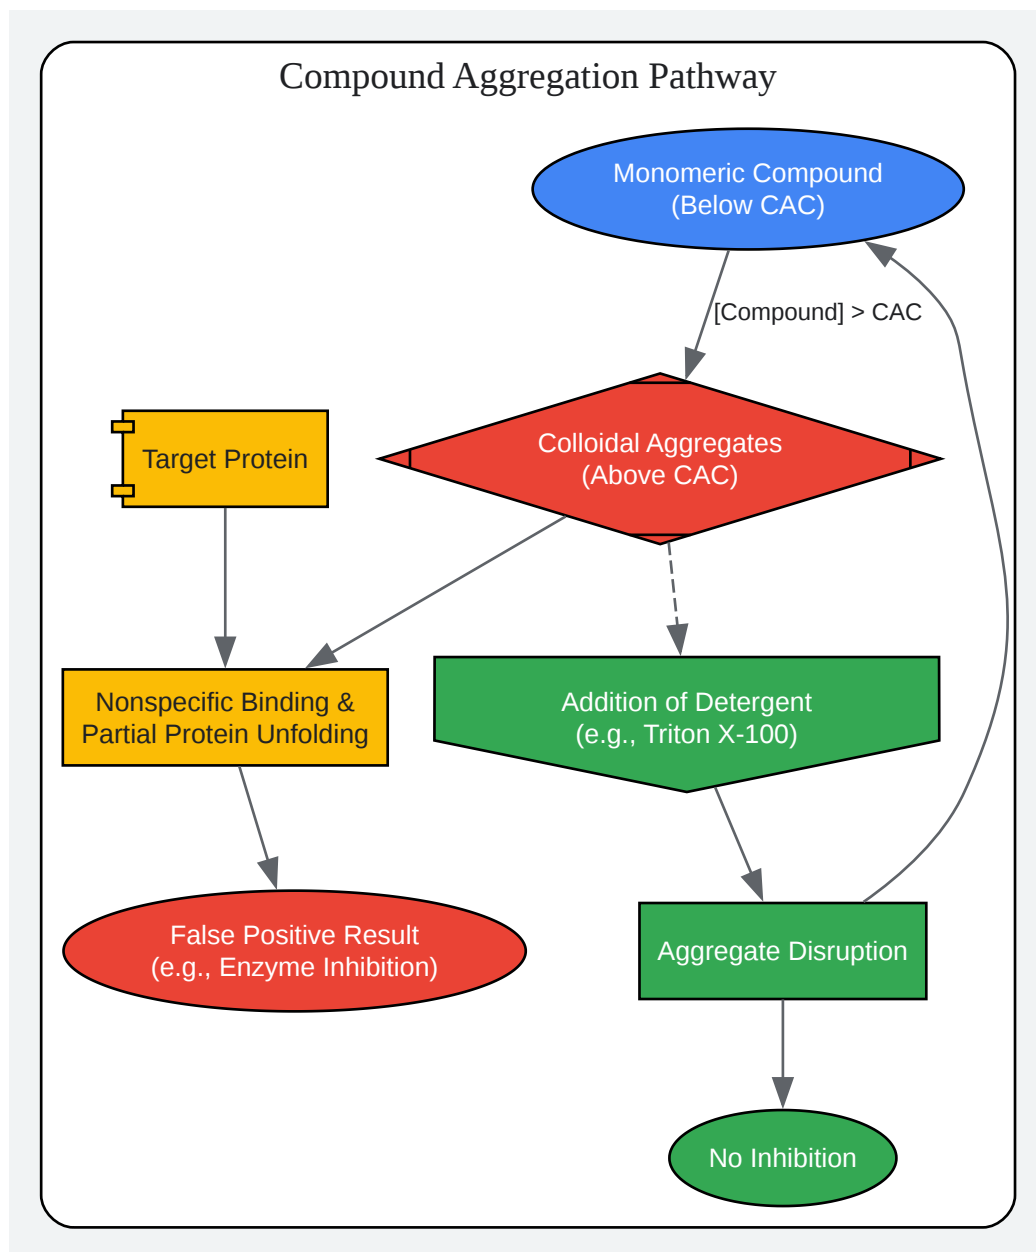 Compound Aggregation Pathway
Monomeric Compound
(Below CAC)
[Compound] > CAC
Colloidal Aggregates
(Above CAC)
Target Protein
Nonspecific Binding &
Partial Protein Unfolding
Addition of Detergent
(e.g., Triton X-100)
False Positive Result
(e.g., Enzyme Inhibition)
Aggregate Disruption
No Inhibition